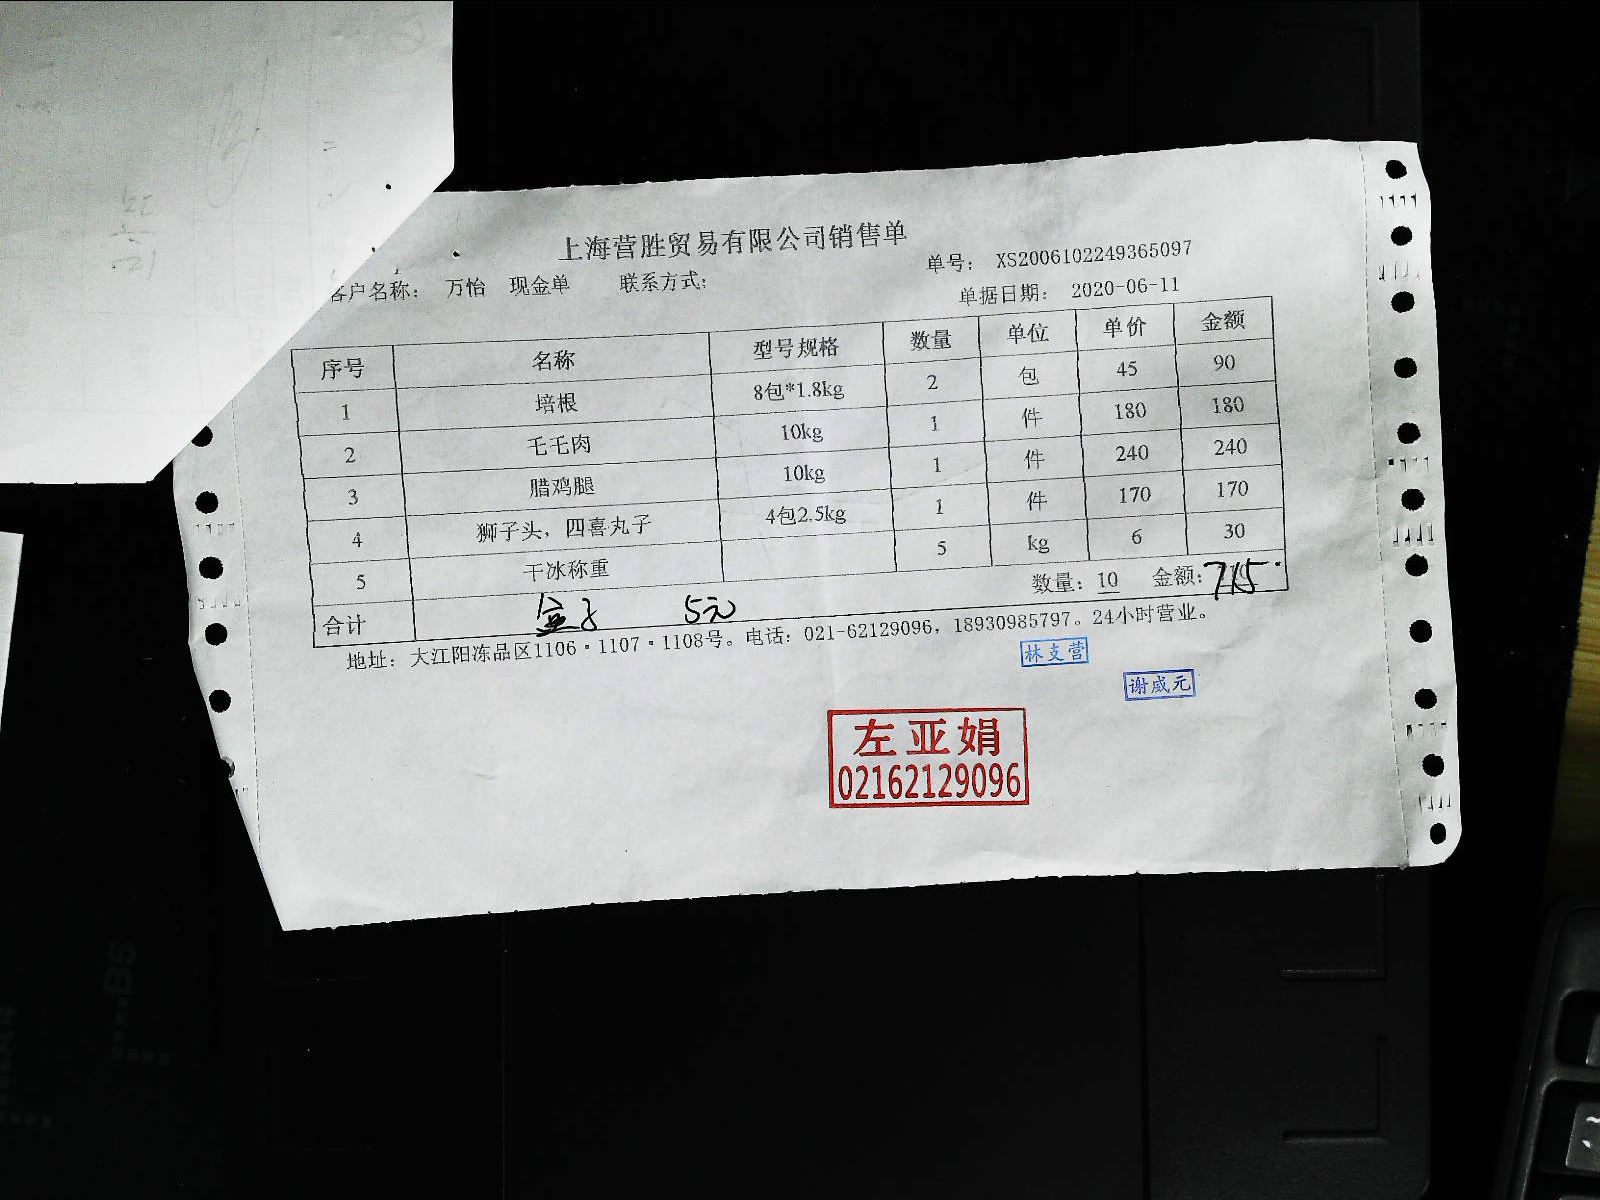 上海营胜贸易有限公司销售单
单号： XS2006102249365097
客户名称： 万怡 现金单 联系方式：
单据日期： 2020-06-11
序号 名称 型号规格 数量 单位 单价 金额
1 培根 8包*1.8kg 2 包 45 90
2 毛毛肉 10kg 1 件 180 180
3 腊鸡腿 10kg 1 件 240 240
4 狮子头，四喜丸子 4包2.5kg 1 件 170 170
5 干冰称重 5 kg 6 30
合计 盒子 5元 数量：10 金额：715
地址：大江阳冻品区1106·1107·1108号。电话：021-62129096，18930985797。24小时营业。
林支营
谢威元
左亚娟
02162129096
B5
A4